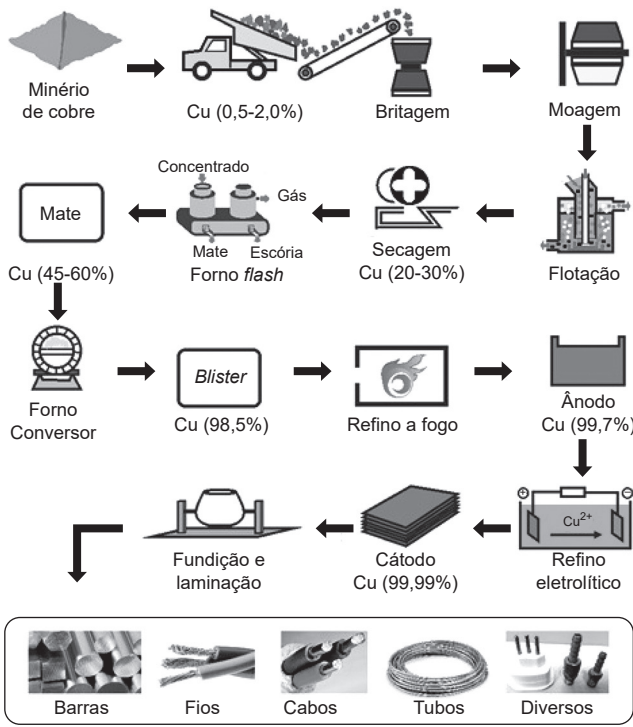 Minério
de cobre
Cu (0,5-2,0%)
Britagem
Moagem
Mate
Cu (45-60%)
Concentrado
Gás
Mate
Escória
Forno flash
Secagem
Cu (20-30%)
Flotação
Forno
Conversor
Blister
Cu (98,5%)
Refino a fogo
Ânodo
Cu (99,7%)
Fundição e
laminação
Cátodo
Cu (99,99%)
+
–
Cu²⁺
Refino
eletrolítico
Barras
Fios
Cabos
Tubos
Diversos